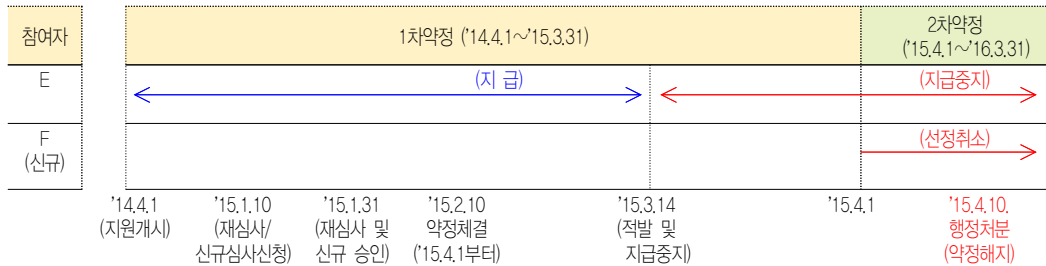 참여자
1차약정 ('14.4.1～'15.3.31)
2차약정
('15.4.1～'16.3.31)
E
(지 급)
(지급중지)
F
(신규)
(선정취소)
'14.4.1
(지원개시)
'15.1.10
(재심사/
신규심사신청)
'15.1.31
(재심사 및
신규 승인)
'15.2.10
약정체결
('15.4.1부터)
'15.3.14
(적발 및
지급중지)
'15.4.1
'15.4.10.
행정처분
(약정해지)